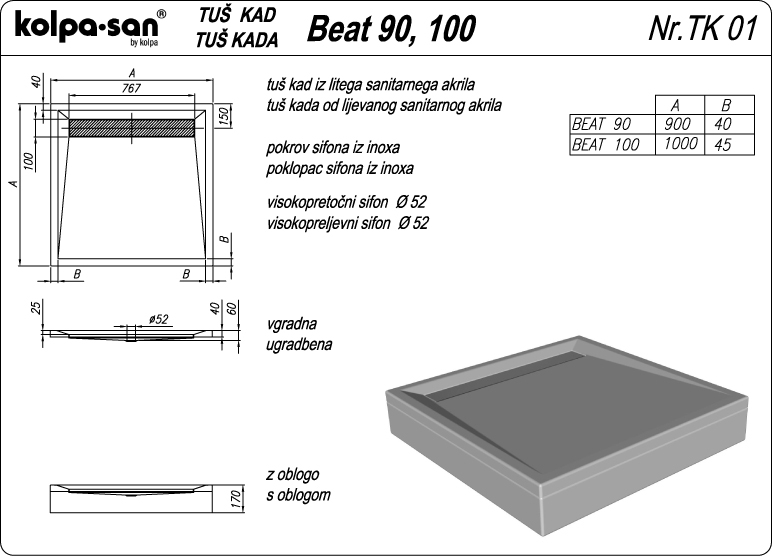 kolpa-san®
by kolpa
TUŠ KAD
TUŠ KADA
Beat 90, 100
Nr.TK 01
A
767
40
150
100
A
B
B
B
tuš kad iz litega sanitarnega akrila
tuš kada od lijevanog sanitarnog akrila
pokrov sifona iz inoxa
poklopac sifona iz inoxa
visokopretočni sifon Ø 52
visokopreljevni sifon Ø 52
A B
BEAT 90 900 40
BEAT 100 1000 45
25
ø52
40
60
vgradna
ugradbena
z oblogo
s oblogom
170